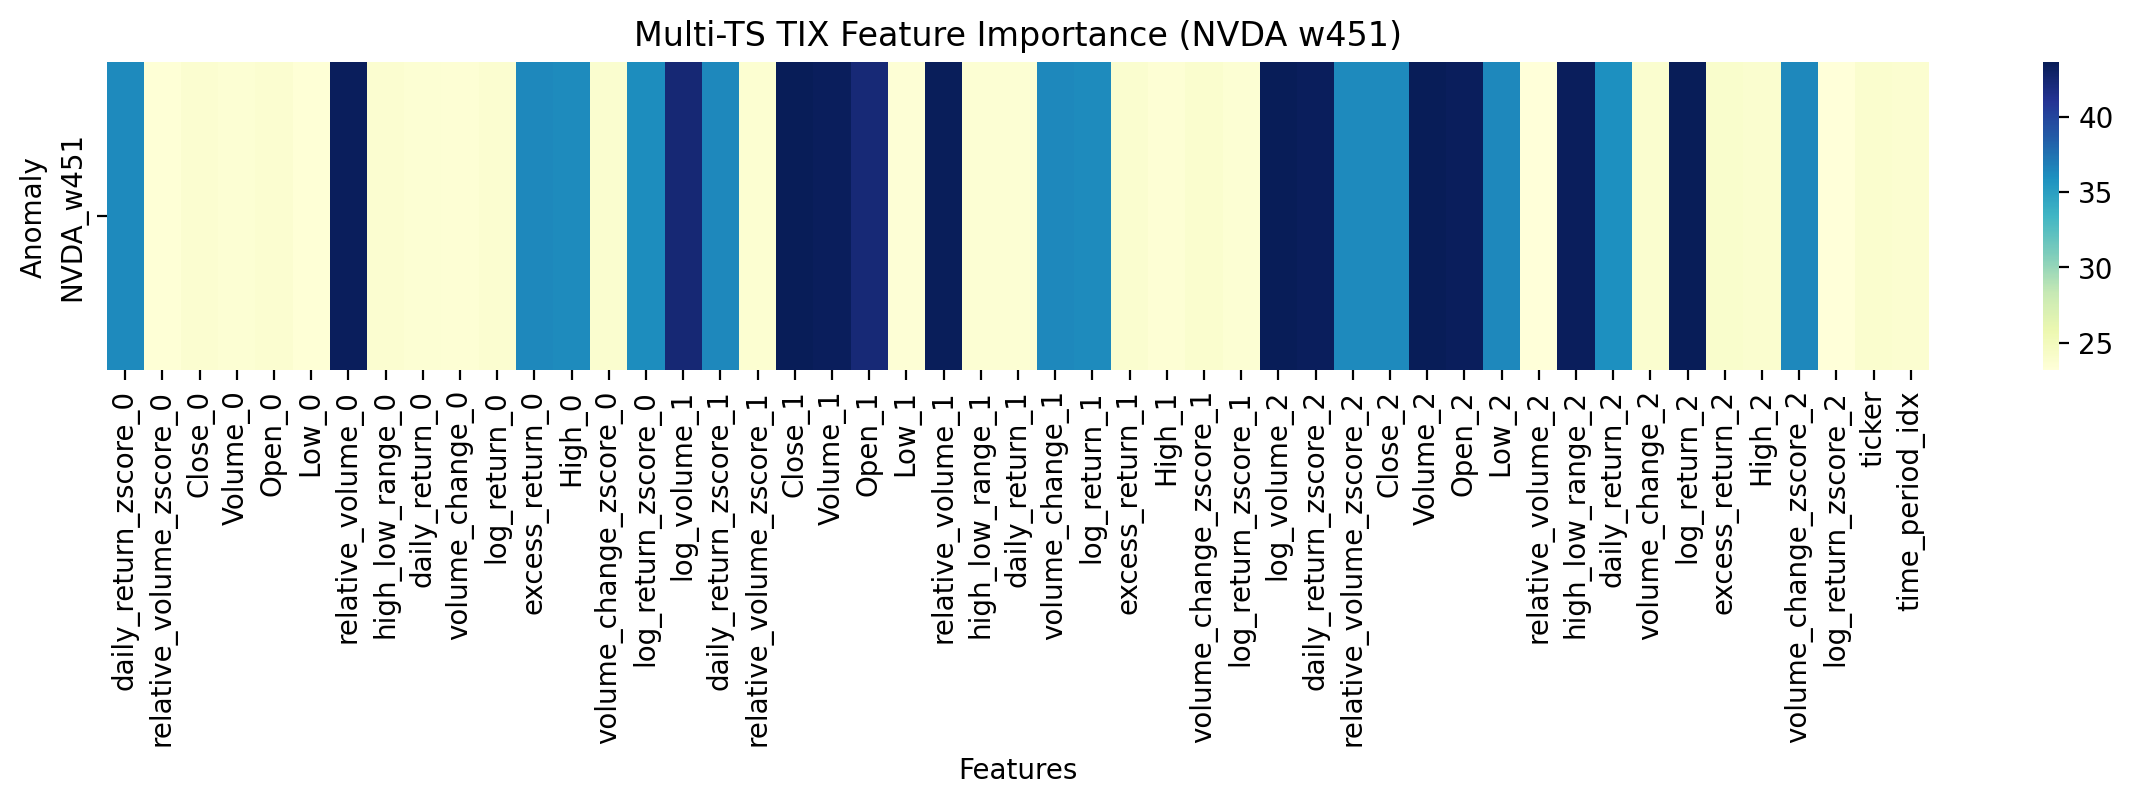 Multi-TS TIX Feature Importance (NVDA w451)
Anomaly
NVDA_w451
40
35
30
25
daily_return_zscore_0
relative_volume_zscore_0
Close_0
Volume_0
Open_0
Low_0
relative_volume_0
high_low_range_0
daily_return_0
volume_change_0
log_return_0
excess_return_0
High_0
volume_change_zscore_0
log_return_zscore_0
log_volume_1
daily_return_zscore_1
relative_volume_zscore_1
Close_1
Volume_1
Open_1
Low_1
relative_volume_1
high_low_range_1
daily_return_1
volume_change_1
log_return_1
excess_return_1
High_1
volume_change_zscore_1
log_return_zscore_1
log_volume_2
daily_return_zscore_2
relative_volume_zscore_2
Close_2
Volume_2
Open_2
Low_2
relative_volume_2
high_low_range_2
daily_return_2
volume_change_2
log_return_2
excess_return_2
High_2
volume_change_zscore_2
log_return_zscore_2
ticker
time_period_idx
Features